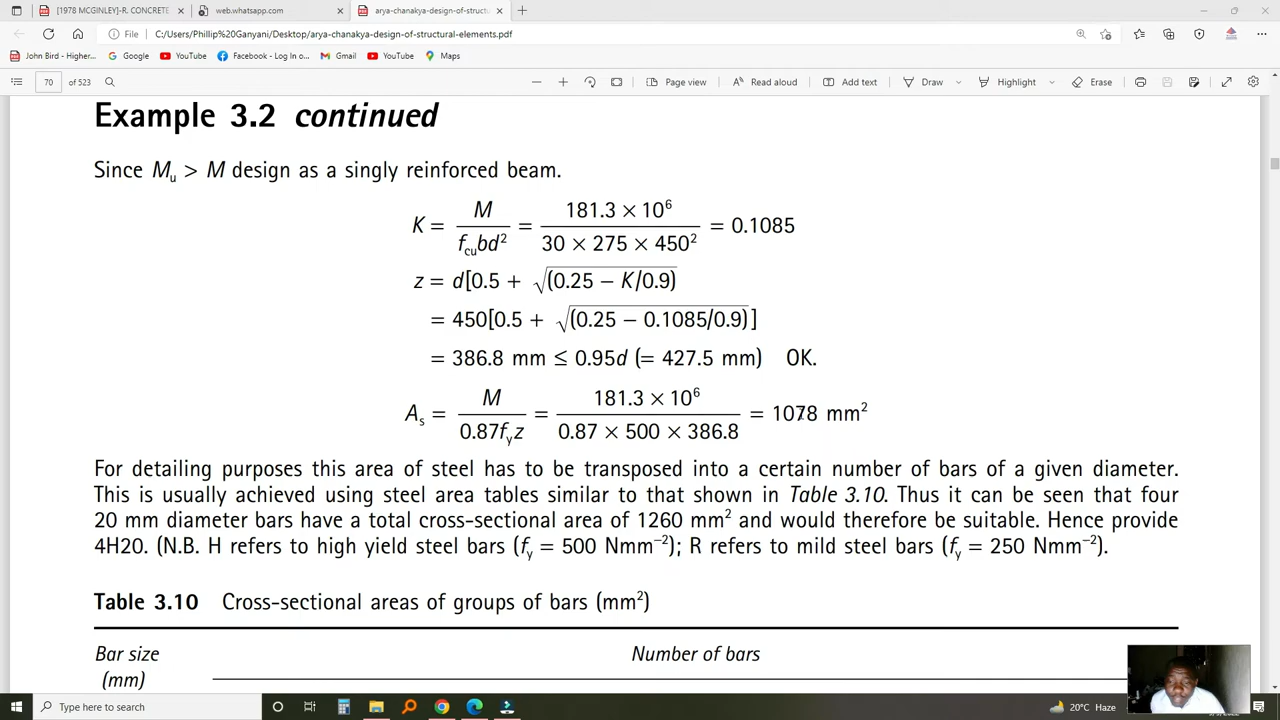 [1978 MCGINLEY]-R. CONCRETE
web.whatsapp.com
arya-chanakya-design-of-structu
File
C:/Users/Phillip%20Ganyani/Desktop/arya-chanakya-design-of-structural-elements.pdf
John Bird - Higher... Google YouTube Facebook - Log In o... Gmail YouTube Maps
70 of 523 Page view Read aloud Add text Draw Highlight Erase
Example 3.2 continued
Since Mu > M design as a singly reinforced beam.
K = M/fcubd² = 181.3 × 10⁶/30 × 275 × 450² = 0.1085
z = d[0.5 + √(0.25 − K/0.9)
= 450[0.5 + √(0.25 − 0.1085/0.9)]
= 386.8 mm ≤ 0.95d (= 427.5 mm) OK.
As = M/0.87fyz = 181.3 × 10⁶/0.87 × 500 × 386.8 = 1078 mm²
For detailing purposes this area of steel has to be transposed into a certain number of bars of a given diameter.
This is usually achieved using steel area tables similar to that shown in Table 3.10. Thus it can be seen that four
20 mm diameter bars have a total cross-sectional area of 1260 mm² and would therefore be suitable. Hence provide
4H20. (N.B. H refers to high yield steel bars (fy = 500 Nmm⁻²); R refers to mild steel bars (fy = 250 Nmm⁻²).
Table 3.10 Cross-sectional areas of groups of bars (mm²)
Bar size Number of bars
(mm)
Type here to search
20°C Haze